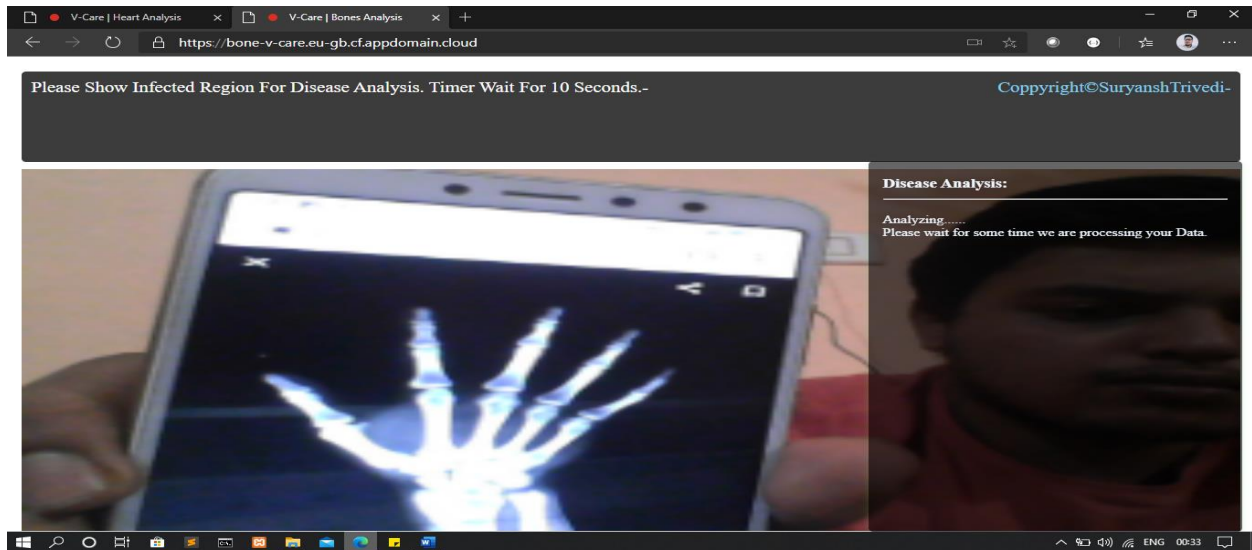 V-Care | Heart Analysis
V-Care | Bones Analysis
https://bone-v-care.eu-gb.cf.appdomain.cloud
Please Show Infected Region For Disease Analysis. Timer Wait For 10 Seconds.-
Coppyright©SuryanshTrivedi-
Disease Analysis:
Analyzing......
Please wait for some time we are processing your Data.
ENG
00:33